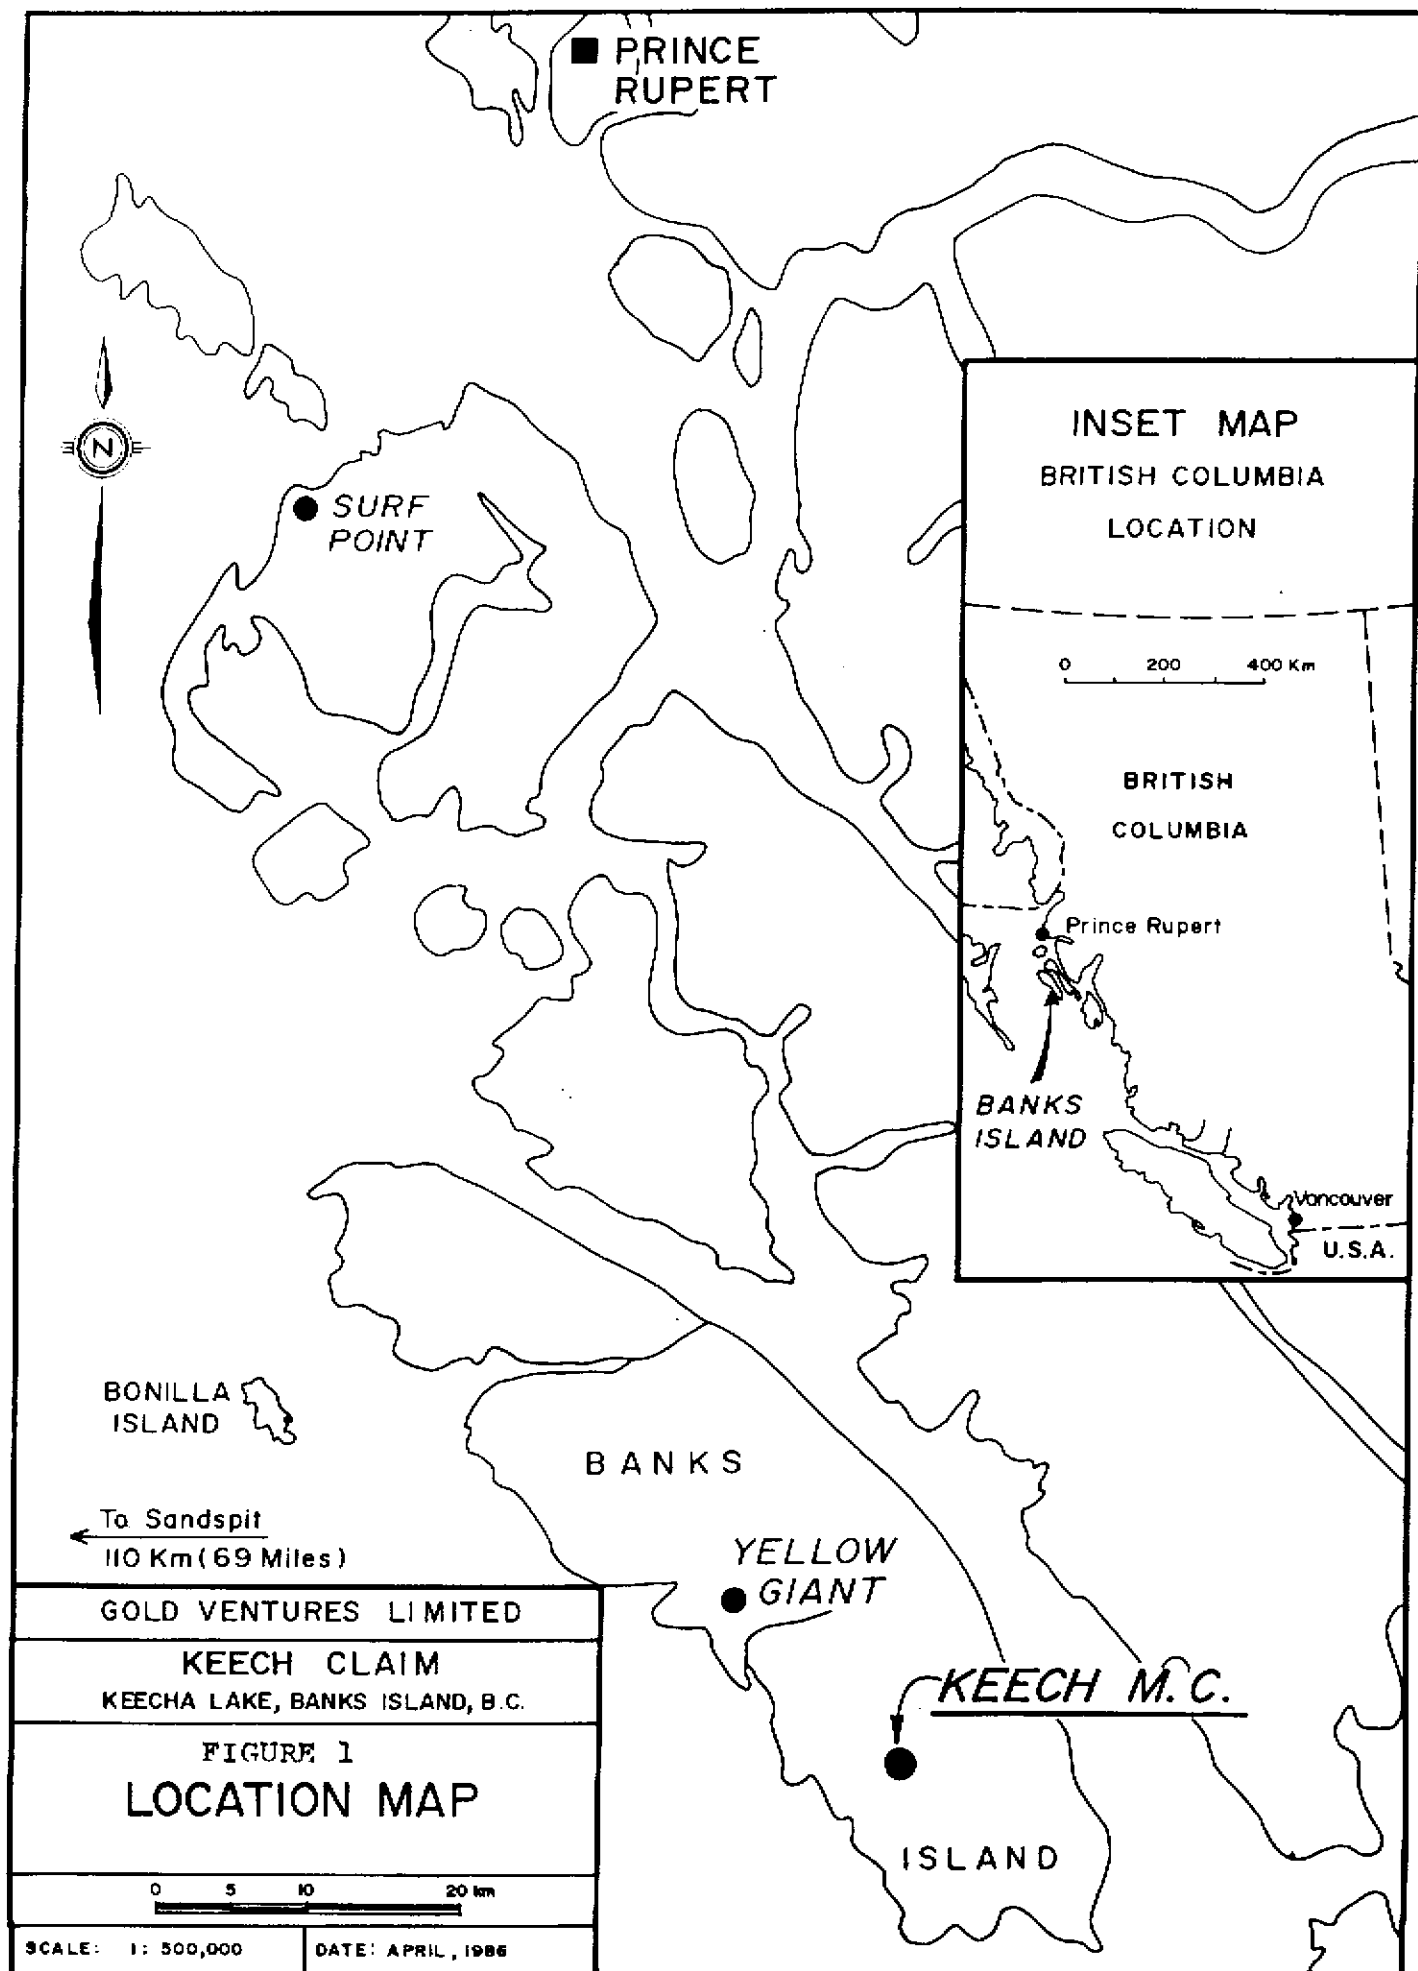 PRINCE
RUPERT
N
SURF
POINT
INSET MAP
BRITISH COLUMBIA
LOCATION
0 200 400 Km
BRITISH
COLUMBIA
Prince Rupert
BANKS
ISLAND
Vancouver
U.S.A.
BONILLA
ISLAND
BANKS
To Sandspit
110 Km (69 Miles)
YELLOW
GIANT
KEECH M.C.
ISLAND
GOLD VENTURES LIMITED
KEECH CLAIM
KEECHA LAKE, BANKS ISLAND, B.C.
FIGURE 1
LOCATION MAP
0 5 10 20 km
SCALE: 1: 500,000
DATE: APRIL, 1986